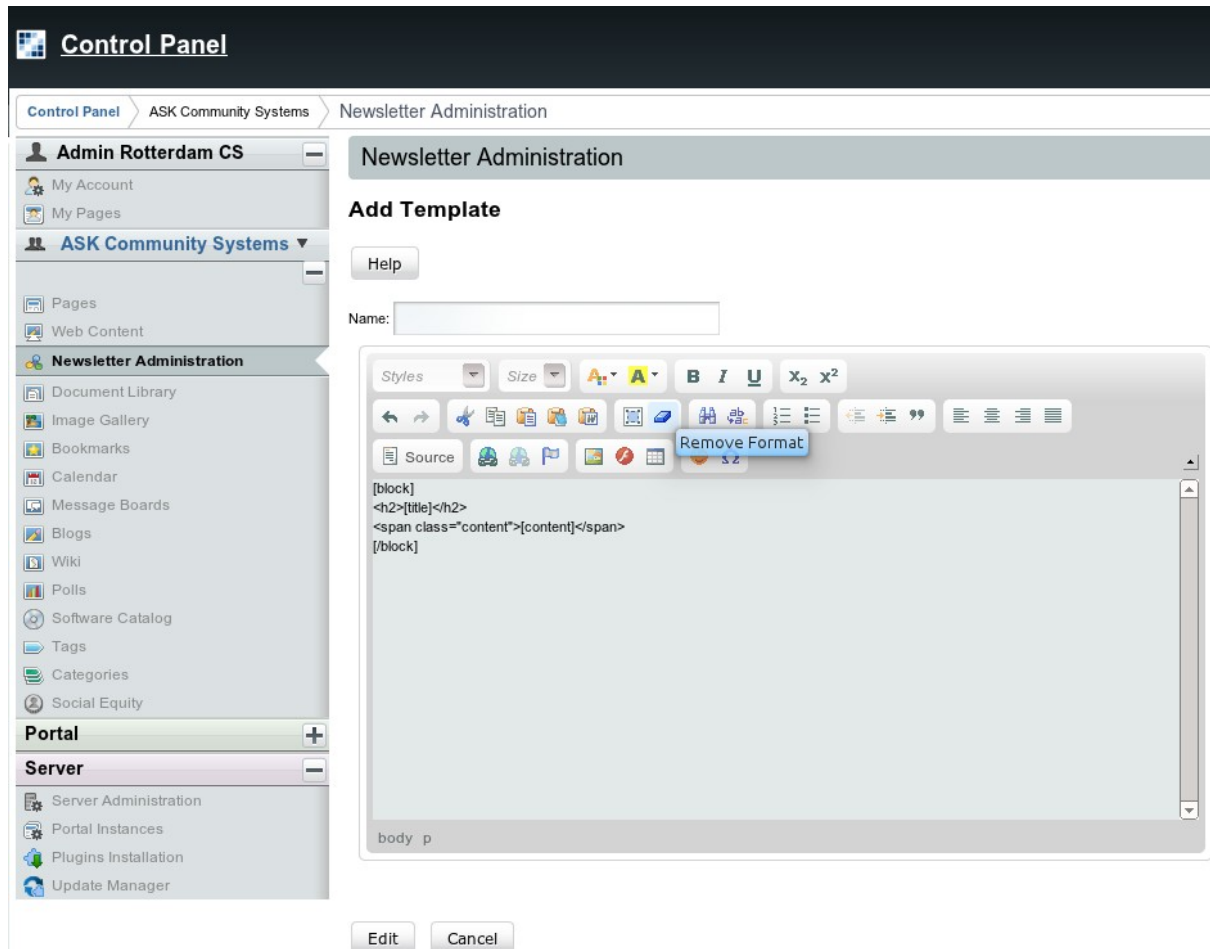 Control Panel
Control Panel ASK Community Systems Newsletter Administration
Admin Rotterdam CS
My Account
My Pages
ASK Community Systems
Pages
Web Content
Newsletter Administration
Document Library
Image Gallery
Bookmarks
Calendar
Message Boards
Blogs
Wiki
Polls
Software Catalog
Tags
Categories
Social Equity
Portal
Server
Server Administration
Portal Instances
Plugins Installation
Update Manager
Newsletter Administration
Add Template
Help
Name:
Styles Size A A B I U X₂ X²
Source Remove Format Ω
[block]
<h2>[title]</h2>
<span class="content">[content]</span>
[/block]
body p
Edit Cancel